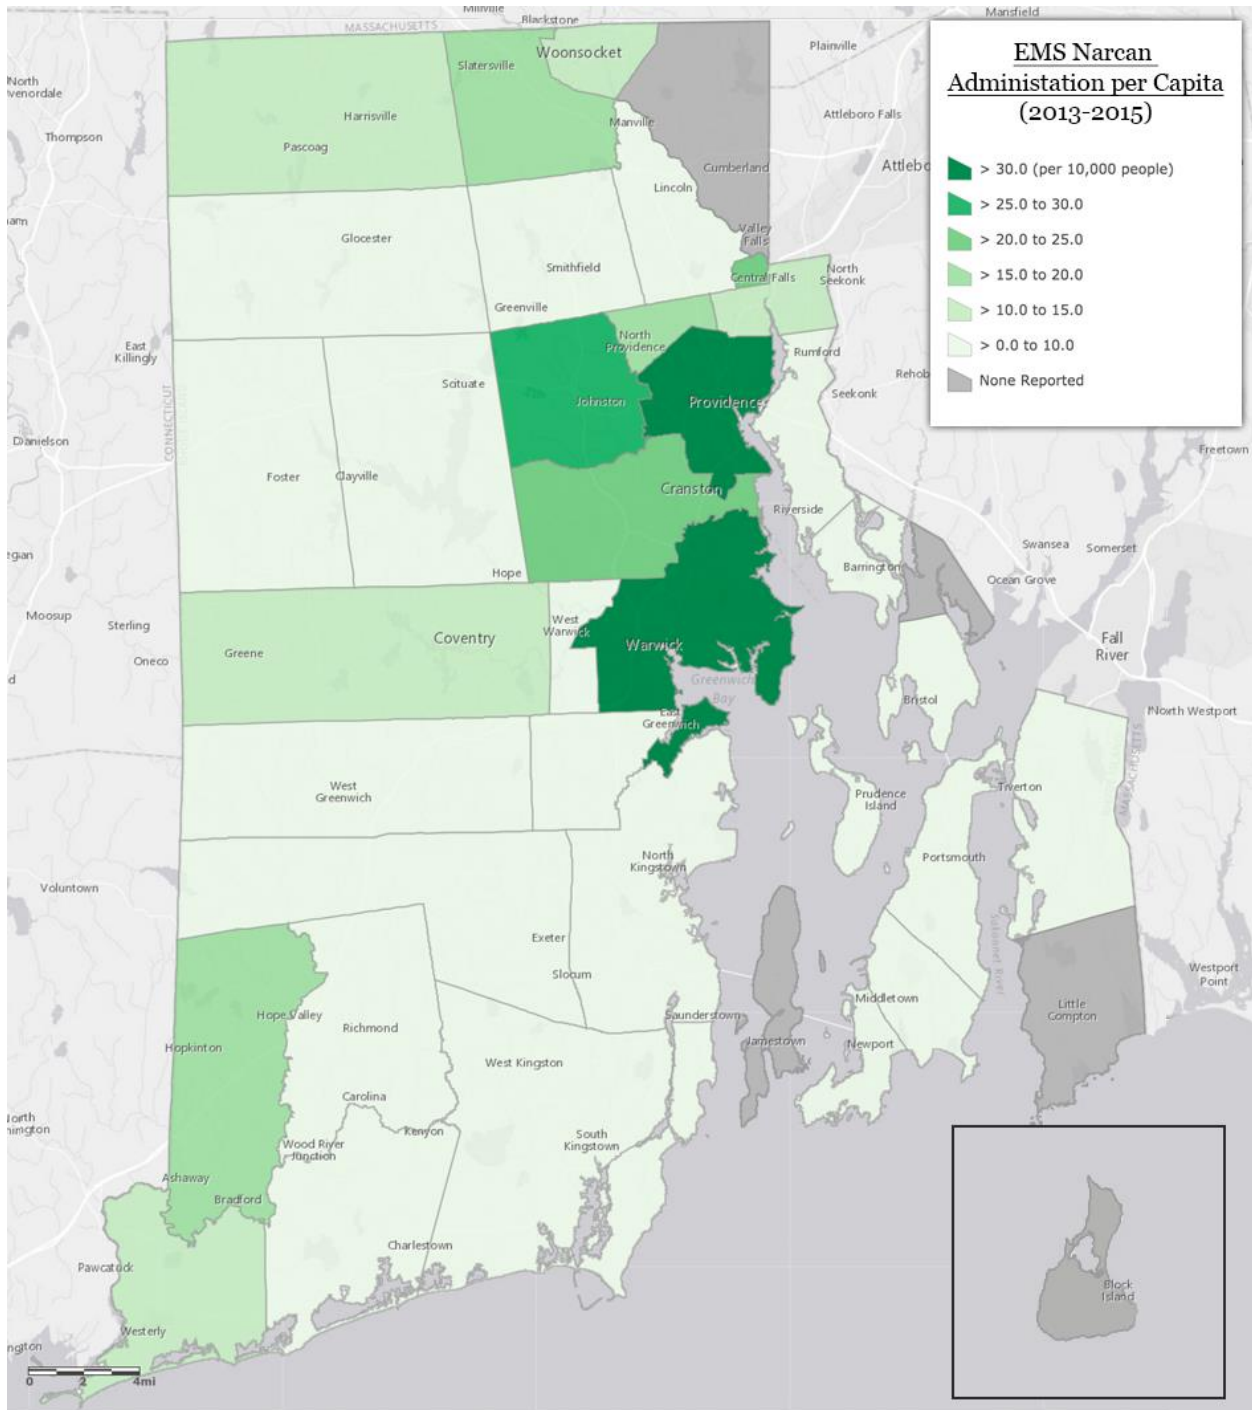 EMS Narcan
Administation per Capita
(2013-2015)
> 30.0 (per 10,000 people)
> 25.0 to 30.0
> 20.0 to 25.0
> 15.0 to 20.0
> 10.0 to 15.0
> 0.0 to 10.0
None Reported
Millville
Blackstone
Mansfield
MASSACHUSETTS
Woonsocket
Plainville
Slatersville
North
Harrisville
Manville
Attleboro Falls
Thompson
Pascoag
Cumberland
Lincoln
Valley
Falls
Glocester
Smithfield
Central Falls
North
Seekonk
Greenville
East
Killingly
North
Providence
Rumford
Scituate
Seekonk
Johnston
Providence
CONNECTICUT
Danielson
Freetown
Foster
Clayville
Cranston
Riverside
Swansea
Somerset
Hope
Barrington
Ocean Grove
Moosup
Sterling
West
Warwick
Coventry
Warwick
Fall
River
Greene
Oneco
Greenwich
Bay
Bristol
East
Greenwich
North Westport
MASSACHUSETTS
West
Greenwich
Prudence
Island
Tiverton
North
Kingstown
Portsmouth
Voluntown
Exeter
Slocum
Sakonnet River
Westport
Point
Middletown
Little
Compton
Hope Valley
Richmond
Saunderstown
Jamestown
Newport
Hopkinton
West Kingston
Carolina
Kenyon
South
Kingstown
Wood River
Junction
Ashaway
Bradford
Charlestown
Pawcatuck
Block
Island
Westerly
0 2 4mi